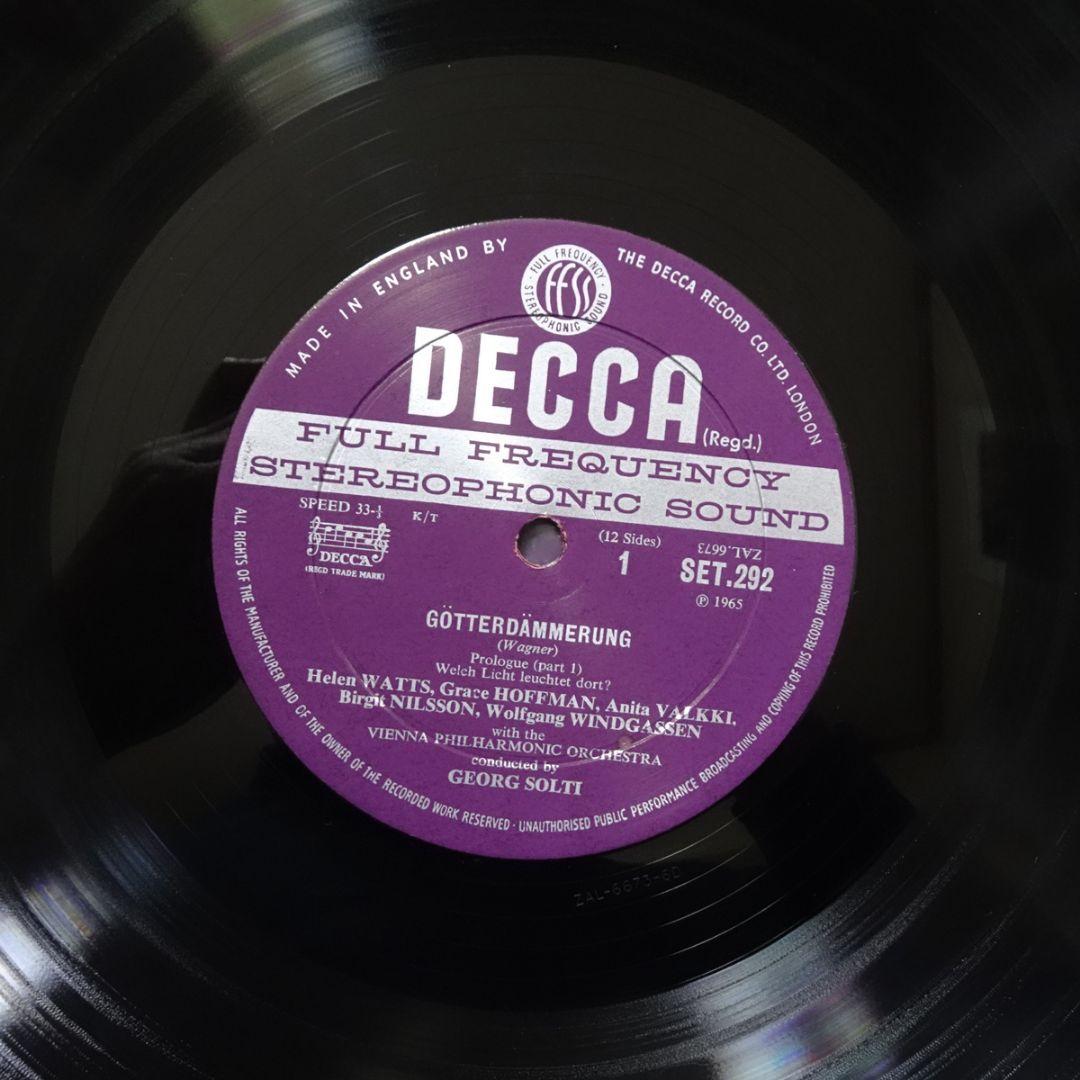 MADE IN ENGLAND BY
THE DECCA RECORD CO. LTD. LONDON
· FULL FREQUENCY ·
STEREOPHONIC SOUND
FFSS
DECCA
(Regd.)
FULL FREQUENCY
STEREOPHONIC SOUND
SPEED 33-⅓
K/T
DECCA
(REGD TRADE MARK)
(12 Sides)
1
ZAL.6673
SET.292
℗ 1965
GÖTTERDÄMMERUNG
(Wagner)
Prologue (part 1)
Welch Licht leuchtet dort?
Helen WATTS, Grace HOFFMAN, Anita VALKKI,
Birgit NILSSON, Wolfgang WINDGASSEN
with the
VIENNA PHILHARMONIC ORCHESTRA
conducted by
GEORG SOLTI
ALL RIGHTS OF THE MANUFACTURER AND OF THE OWNER OF THE RECORDED WORK RESERVED · UNAUTHORISED PUBLIC PERFORMANCE BROADCASTING AND COPYING OF THIS RECORD PROHIBITED
ZAL-6673-6D